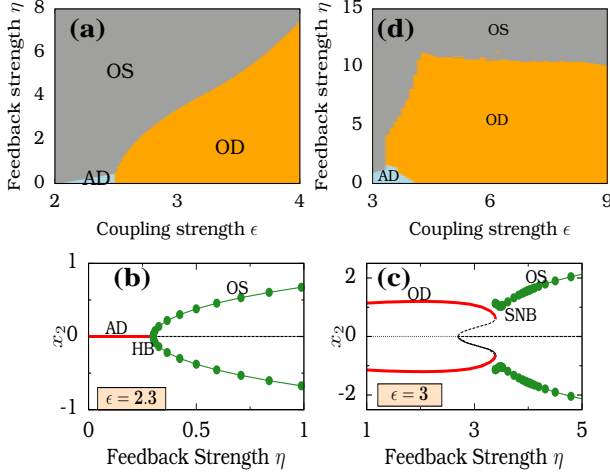 (a)
Feedback strength η
8
6
4
2
0
OS
OD
AD
2
3
4
Coupling strength ϵ
(d)
Feedback strength η
15
10
5
0
OS
OD
AD
3
6
9
Coupling strength ϵ
(b)
x₂
1
0
-1
OS
AD
HB
ϵ = 2.3
0
0.5
1
Feedback Strength η
(c)
x₂
2
0
-2
OD
OS
SNB
ϵ = 3
1
2
3
4
5
Feedback Strength η